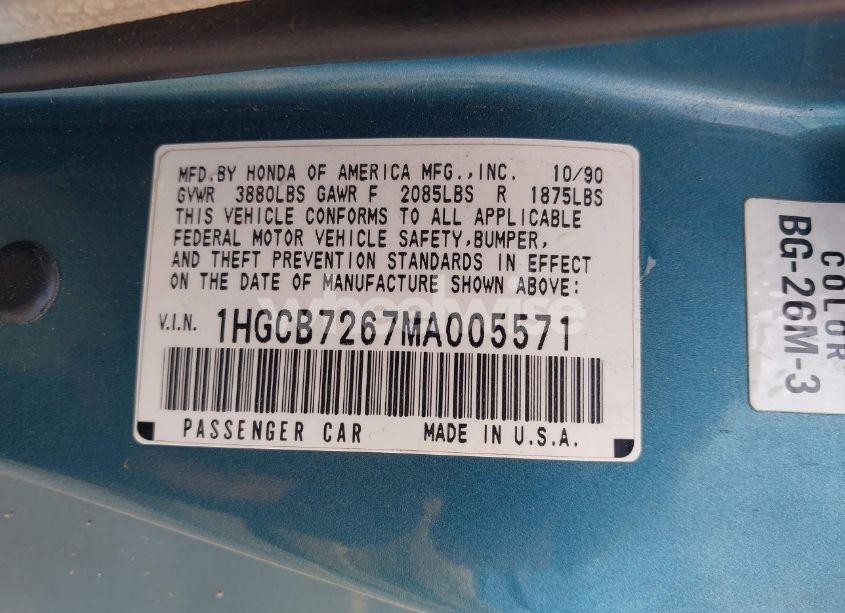 MFD.BY HONDA OF AMERICA MFG.,INC. 10/90
GVWR 3880LBS GAWR F 2085LBS R 1875LBS
THIS VEHICLE CONFORMS TO ALL APPLICABLE
FEDERAL MOTOR VEHICLE SAFETY,BUMPER,
AND THEFT PREVENTION STANDARDS IN EFFECT
ON THE DATE OF MANUFACTURE SHOWN ABOVE:
wheelwise
V.I.N. 1HGCB7267MA005571
PASSENGER CAR MADE IN U.S.A.
COLOR
BG-26M-3